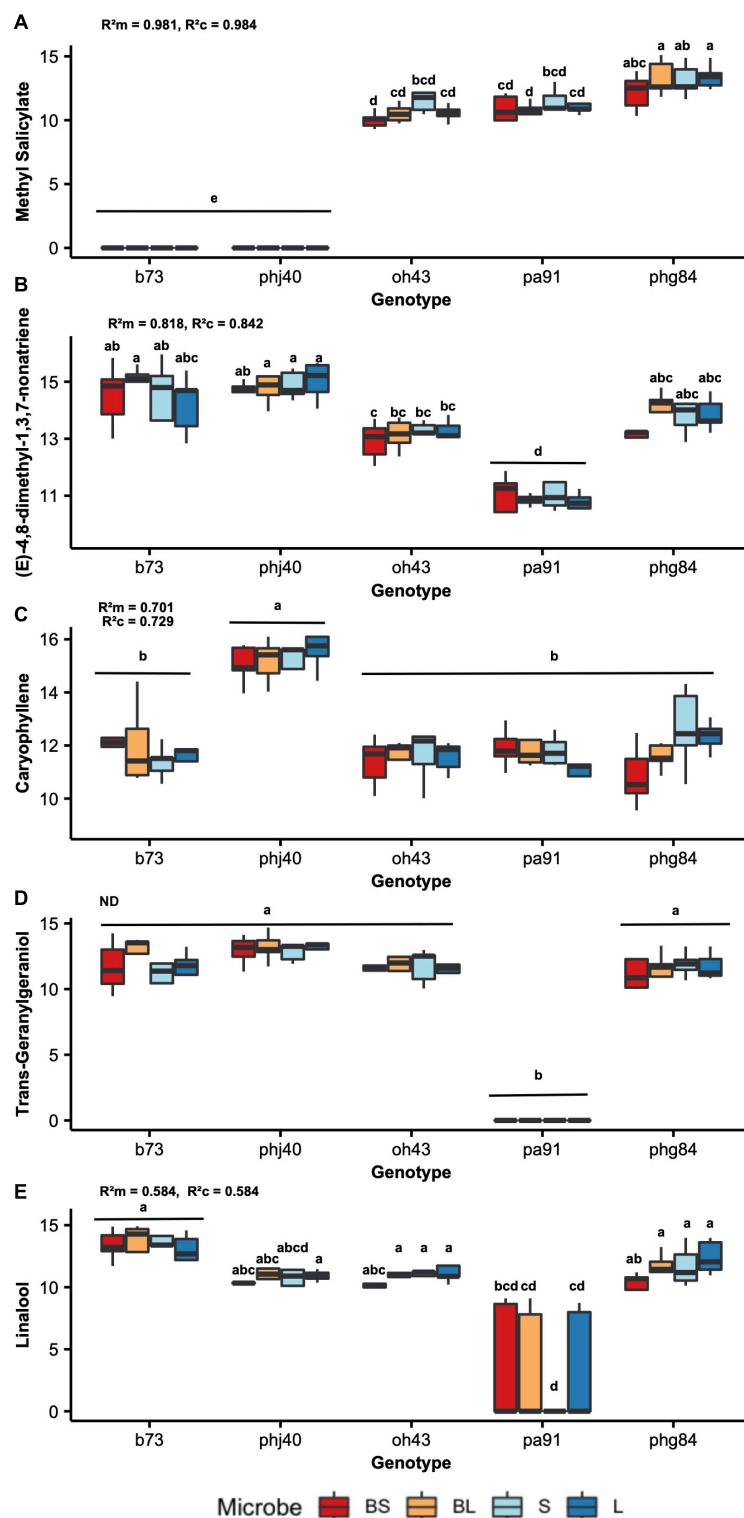 A
R²m = 0.981, R²c = 0.984
Methyl Salicylate
15
10
5
0
e
d
cd
bcd
cd
cd
d
bcd
cd
abc
a
ab
a
b73
phj40
oh43
pa91
phg84
Genotype
B
R²m = 0.818, R²c = 0.842
(E)-4,8-dimethyl-1,3,7-nonatriene
15
13
11
ab
a
ab
abc
ab
a
a
a
c
bc
bc
bc
d
abc
abc
abc
b73
phj40
oh43
pa91
phg84
Genotype
C
R²m = 0.701
R²c = 0.729
Caryophyllene
16
14
12
10
b
a
b
b73
phj40
oh43
pa91
phg84
Genotype
D
ND
Trans-Geranylgeraniol
15
10
5
0
a
b
a
b73
phj40
oh43
pa91
phg84
Genotype
E
R²m = 0.584, R²c = 0.584
Linalool
15
10
5
0
a
abc
abc
abcd
a
abc
a
a
a
bcd
cd
d
cd
ab
a
a
a
b73
phj40
oh43
pa91
phg84
Genotype
Microbe BS BL S L